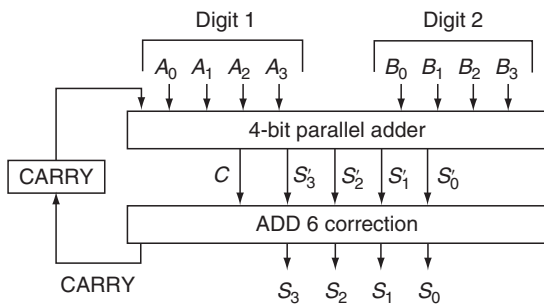 Digit 1 Digit 2
A₀ A₁ A₂ A₃ B₀ B₁ B₂ B₃
4-bit parallel adder
CARRY
C S′₃ S′₂ S′₁ S′₀
ADD 6 correction
CARRY
S₃ S₂ S₁ S₀